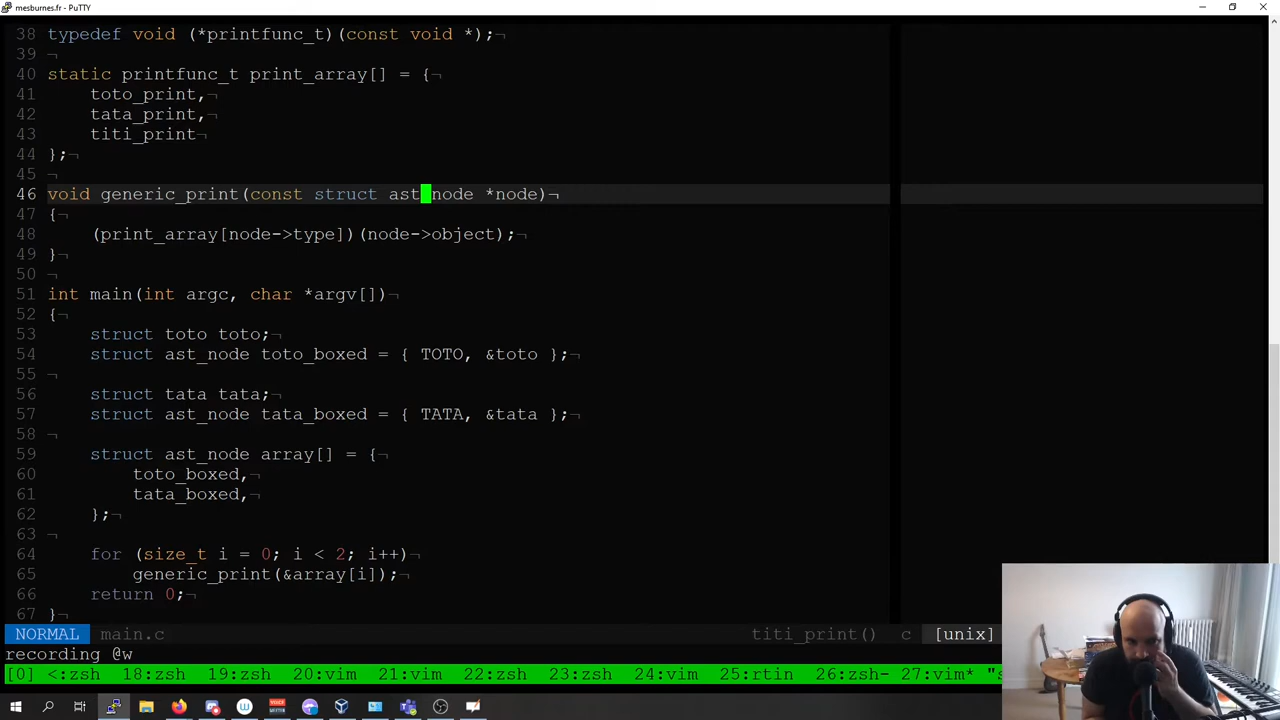 mesburnes.fr - PuTTY
38 typedef void (*printfunc_t)(const void *);¬
39 ¬
40 static printfunc_t print_array[] = {¬
41     toto_print,¬
42     tata_print,¬
43     titi_print¬
44 };¬
45 ¬
46 void generic_print(const struct ast node *node)¬
47 {¬
48     (print_array[node->type])(node->object);¬
49 }¬
50 ¬
51 int main(int argc, char *argv[])¬
52 {¬
53     struct toto toto;¬
54     struct ast_node toto_boxed = { TOTO, &toto };¬
55 ¬
56     struct tata tata;¬
57     struct ast_node tata_boxed = { TATA, &tata };¬
58 ¬
59     struct ast_node array[] = {¬
60         toto_boxed,¬
61         tata_boxed,¬
62     };¬
63 ¬
64     for (size_t i = 0; i < 2; i++)¬
65         generic_print(&array[i]);¬
66     return 0;¬
67 }¬
NORMAL main.c titi_print() c [unix]
recording @w
[0] <:zsh 18:zsh 19:zsh 20:vim 21:vim 22:zsh 23:zsh 24:zsh 25:rtin 26:zsh- 27:vim* "s